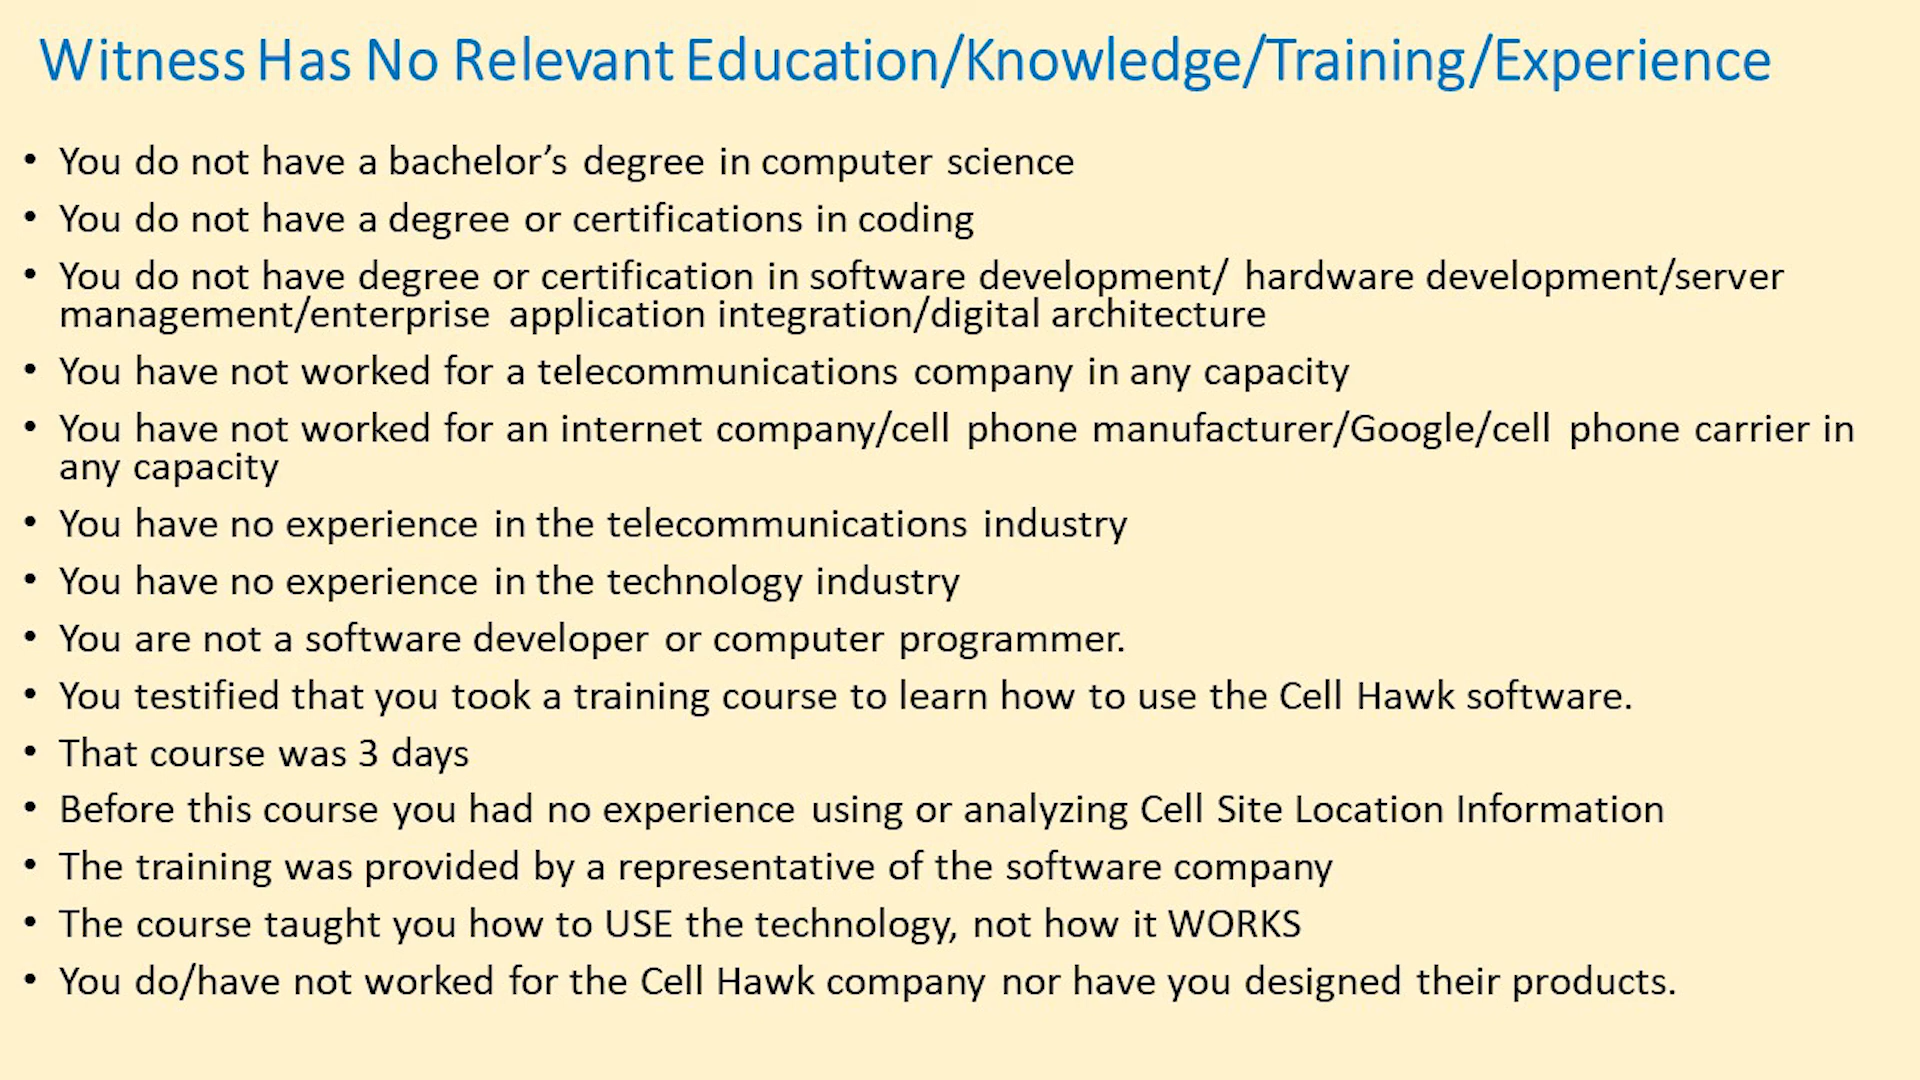 Witness Has No Relevant Education/Knowledge/Training/Experience
• You do not have a bachelor’s degree in computer science
• You do not have a degree or certifications in coding
• You do not have degree or certification in software development/ hardware development/server
management/enterprise application integration/digital architecture
• You have not worked for a telecommunications company in any capacity
• You have not worked for an internet company/cell phone manufacturer/Google/cell phone carrier in
any capacity
• You have no experience in the telecommunications industry
• You have no experience in the technology industry
• You are not a software developer or computer programmer.
• You testified that you took a training course to learn how to use the Cell Hawk software.
• That course was 3 days
• Before this course you had no experience using or analyzing Cell Site Location Information
• The training was provided by a representative of the software company
• The course taught you how to USE the technology, not how it WORKS
• You do/have not worked for the Cell Hawk company nor have you designed their products.